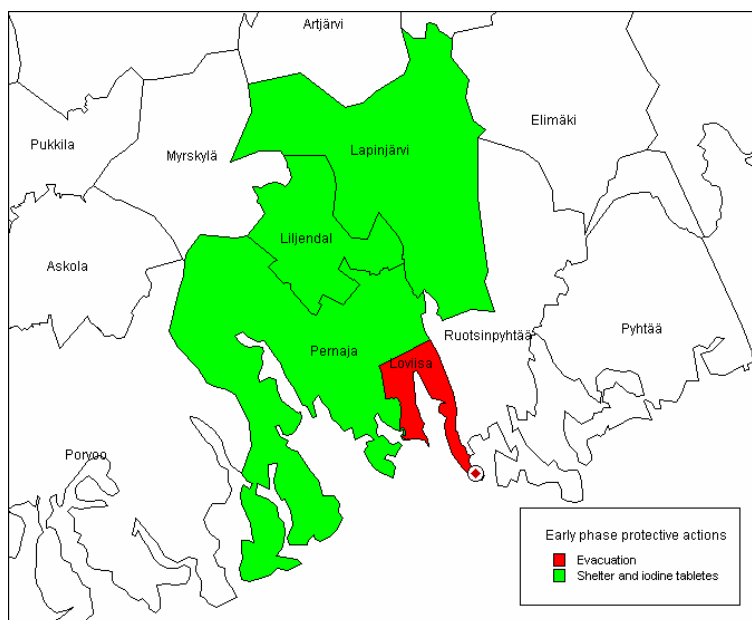 Artjärvi
Elimäki
Pukkila
Myrskylä
Lapinjärvi
Liljendal
Askola
Ruotsinpyhtää
Pyhtää
Pernaja
Loviisa
Porvoo
Early phase protective actions
Evacuation
Shelter and iodine tabletes